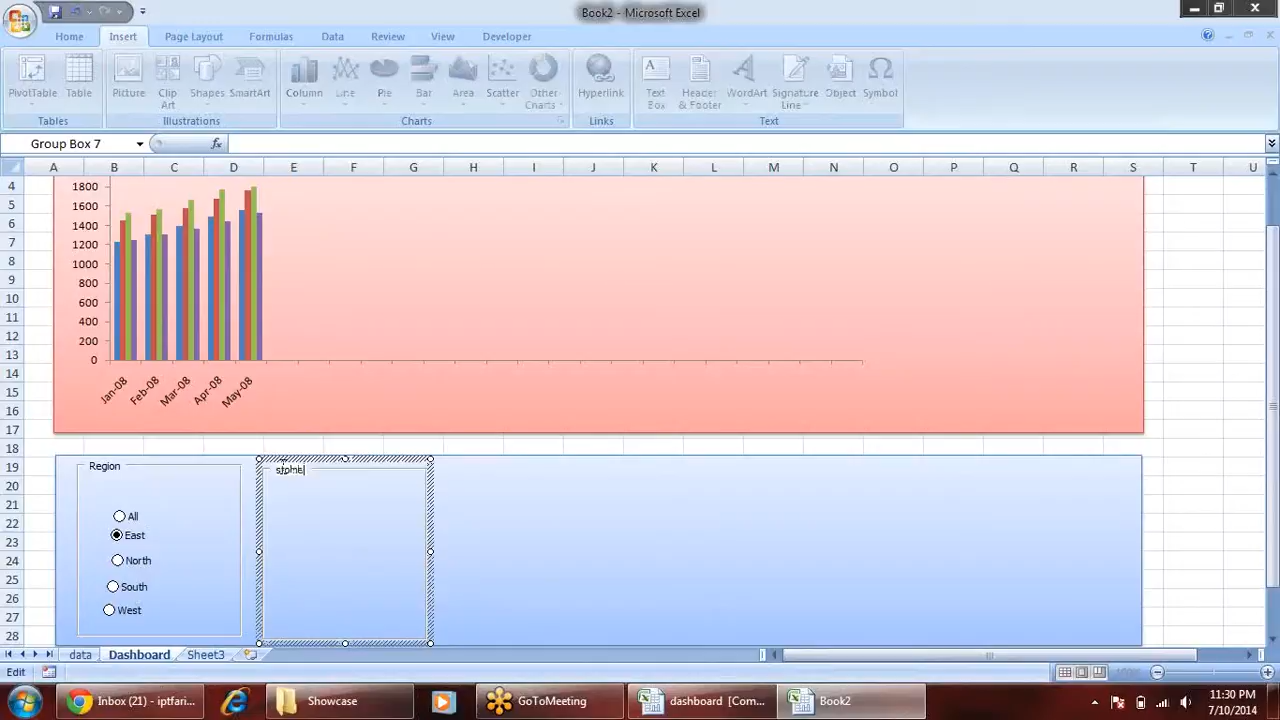 Book2 - Microsoft Excel
Home Insert Page Layout Formulas Data Review View Developer
PivotTable Table Picture Clip Art Shapes SmartArt Column Line Pie Bar Area Scatter Other Charts Hyperlink Text Box Header & Footer WordArt Signature Line Object Symbol
Tables Illustrations Charts Links Text
Group Box 7 fx
A B C D E F G H I J K L M N O P Q R S T U
4 1800
5 1600
6 1400
7 1200
8 1000
9 800
10 600
11 400
12 200
13 0
14
15 Jan-08 Feb-08 Mar-08 Apr-08 May-08
16
17
18
19 Region
20
21 All
22 East
23
24 North
25 South
26
27 West
28
data Dashboard Sheet3
Edit 100%
Inbox (21) - iptfari... Showcase GoToMeeting dashboard [Com... Book2
11:30 PM
7/10/2014